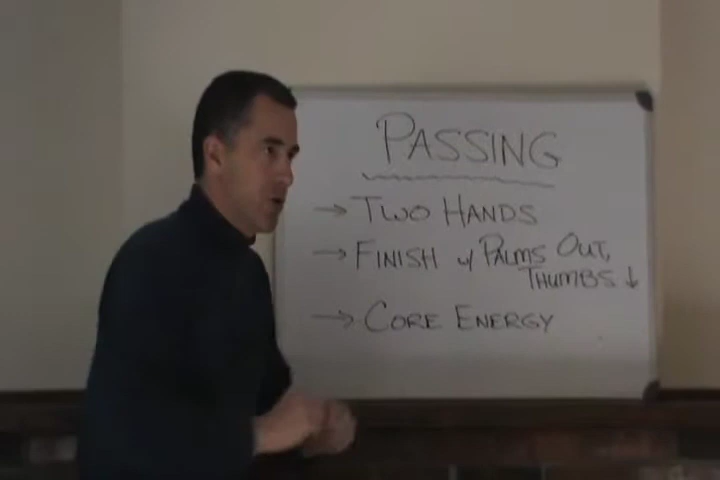 PASSING
→ TWO HANDS
→ FINISH w/ PALMS OUT,
THUMBS ↓
→ CORE ENERGY